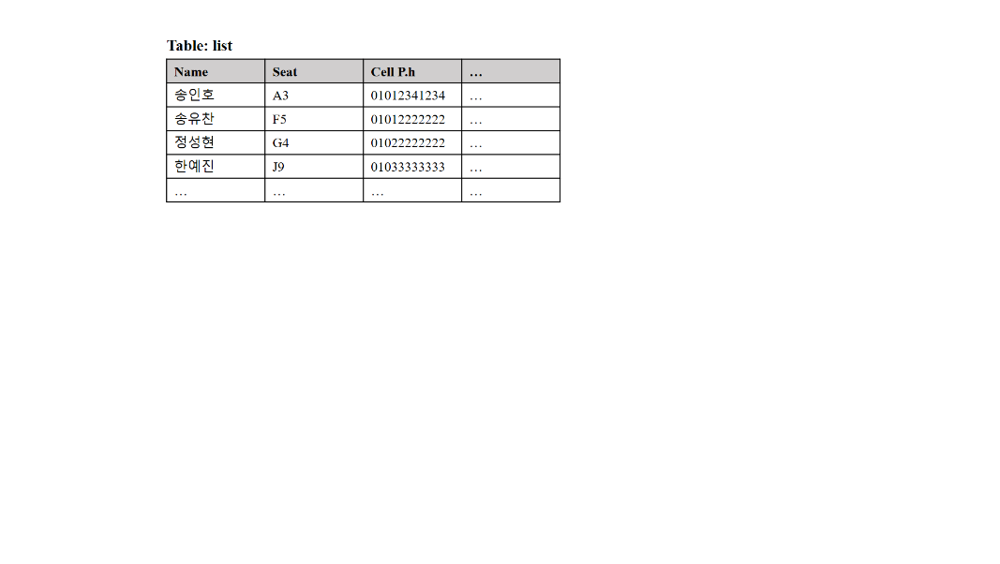 Table: list
Name Seat Cell P.h …
송인호 A3 01012341234 …
송유찬 F5 01012222222 …
정성현 G4 01022222222 …
한예진 J9 01033333333 …
… … … …